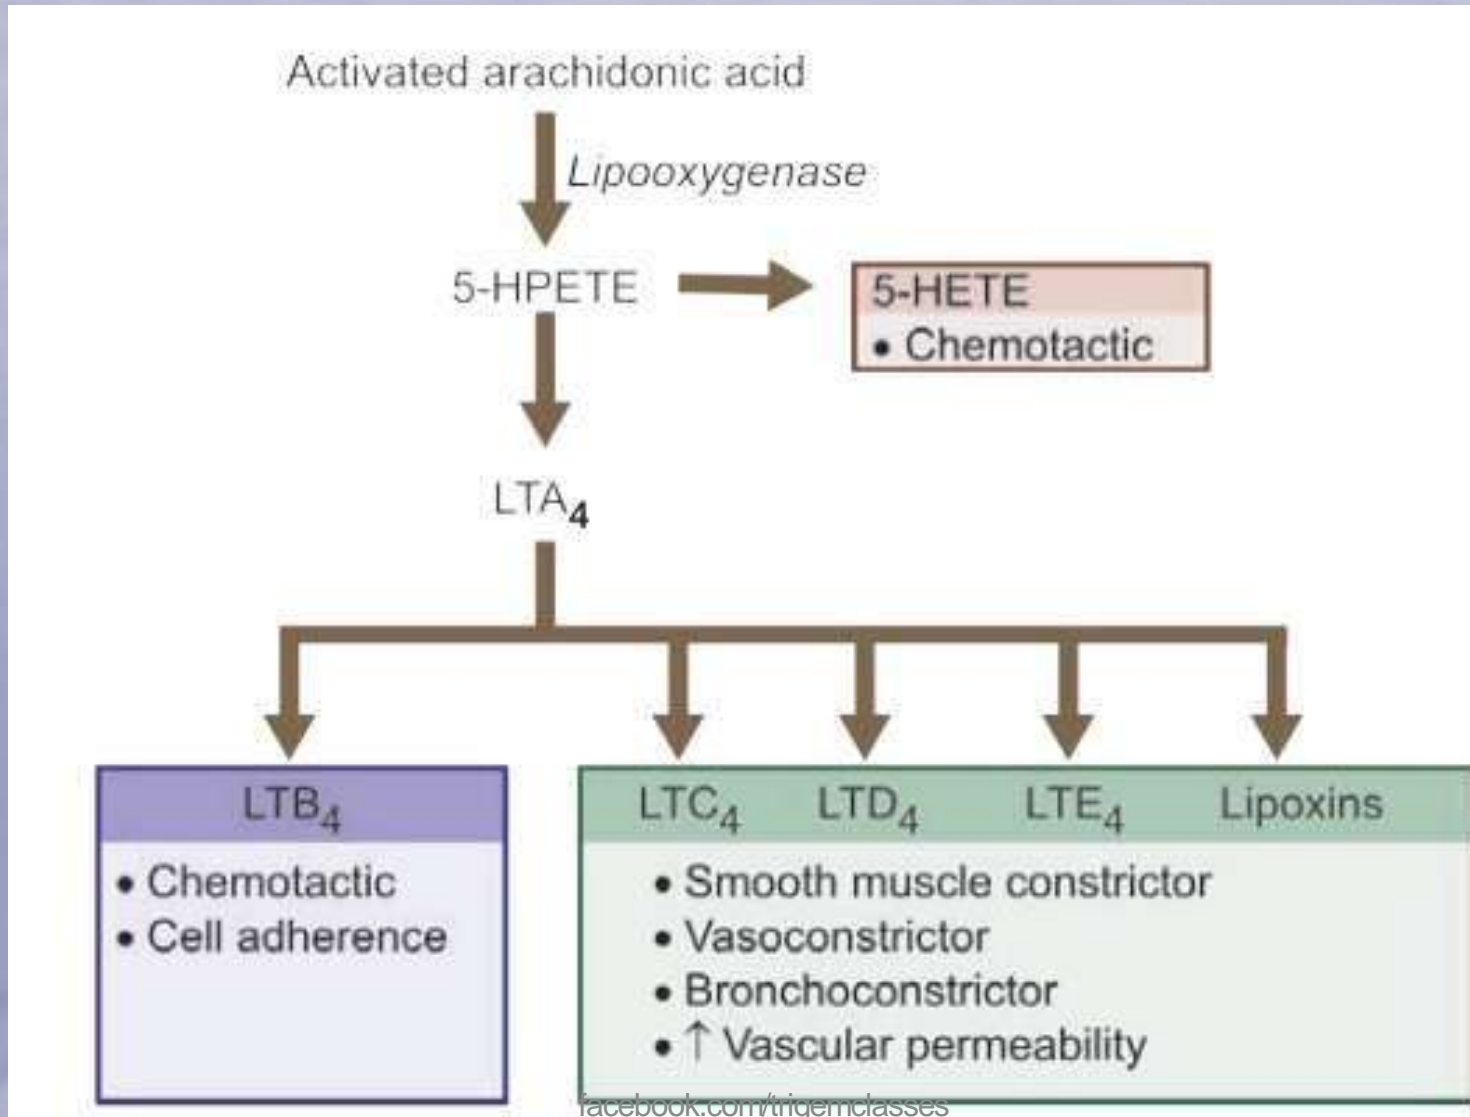 Activated arachidonic acid
Lipooxygenase
5-HPETE
5-HETE
• Chemotactic
LTA4
LTB4
• Chemotactic
• Cell adherence
LTC4 LTD4 LTE4 Lipoxins
• Smooth muscle constrictor
• Vasoconstrictor
• Bronchoconstrictor
• ↑ Vascular permeability
facebook.com/trigemclasses